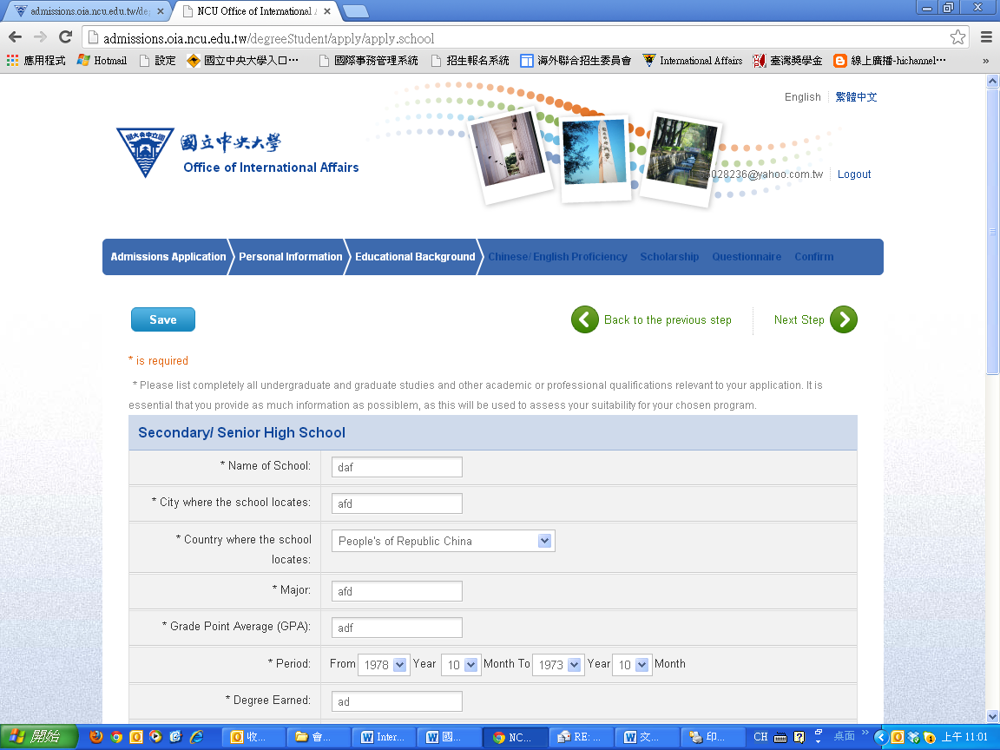 admissions.oia.ncu.edu.tw/de
NCU Office of International
admissions.oia.ncu.edu.tw/degreeStudent/apply/apply.school
應用程式 Hotmail 設定 國立中央大學入口… 國際事務管理系統 招生報名系統 海外聯合招生委員會 International Affairs 臺灣獎學金 線上廣播-hichannel… »
English 繁體中文
國立中央大學
Office of International Affairs
028236@yahoo.com.tw Logout
Admissions Application Personal Information Educational Background Chinese/ English Proficiency Scholarship Questionnaire Confirm
Save Back to the previous step Next Step
* is required
* Please list completely all undergraduate and graduate studies and other academic or professional qualifications relevant to your application. It is
essential that you provide as much information as possiblem, as this will be used to assess your suitability for your chosen program.
Secondary/ Senior High School
* Name of School: daf
* City where the school locates: afd
* Country where the school People's of Republic China
locates:
* Major: afd
* Grade Point Average (GPA): adf
* Period: From 1978 Year 10 Month To 1973 Year 10 Month
* Degree Earned: ad
開始 收... 會... Inter... 國... NC... RE: ... 文... 印... CH 桌面 » 上午 11:01